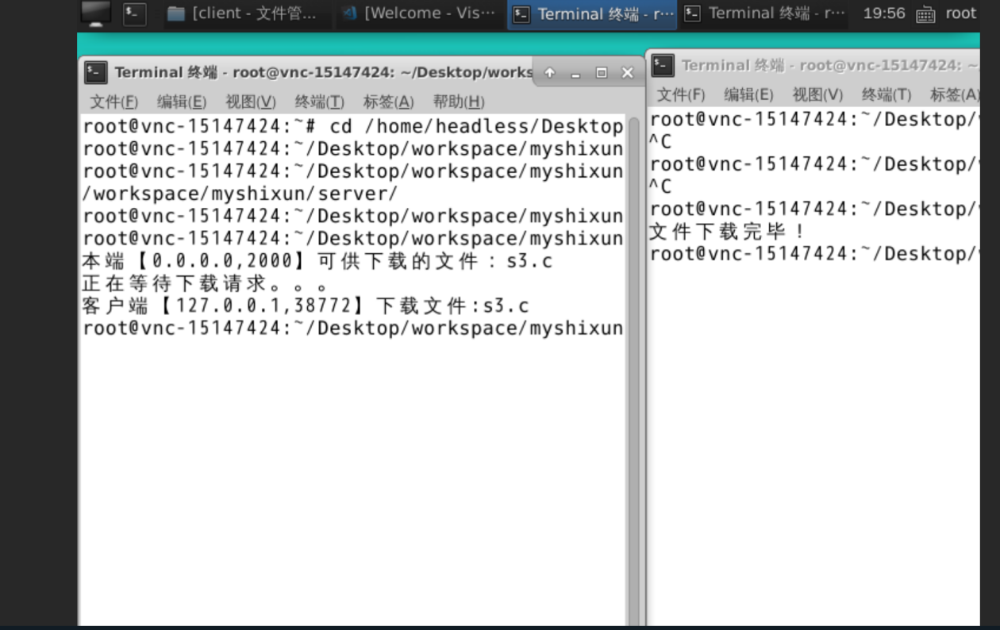 [client - 文件管...
[Welcome - Vis...
Terminal 终端 - r...
Terminal 终端 - r...
19:56
root
Terminal 终端 - root@vnc-15147424: ~/Desktop/works
文件(F) 编辑(E) 视图(V) 终端(T) 标签(A) 帮助(H)
root@vnc-15147424:~# cd /home/headless/Desktop
root@vnc-15147424:~/Desktop/workspace/myshixun
root@vnc-15147424:~/Desktop/workspace/myshixun
/workspace/myshixun/server/
root@vnc-15147424:~/Desktop/workspace/myshixun
root@vnc-15147424:~/Desktop/workspace/myshixun
本端【0.0.0.0,2000】可供下载的文件：s3.c
正在等待下载请求。。。
客户端【127.0.0.1,38772】下载文件:s3.c
root@vnc-15147424:~/Desktop/workspace/myshixun
Terminal 终端 - root@vnc-15147424: ~
文件(F) 编辑(E) 视图(V) 终端(T) 标签(A)
root@vnc-15147424:~/Desktop/
^C
root@vnc-15147424:~/Desktop/
^C
root@vnc-15147424:~/Desktop/
文件下载完毕！
root@vnc-15147424:~/Desktop/